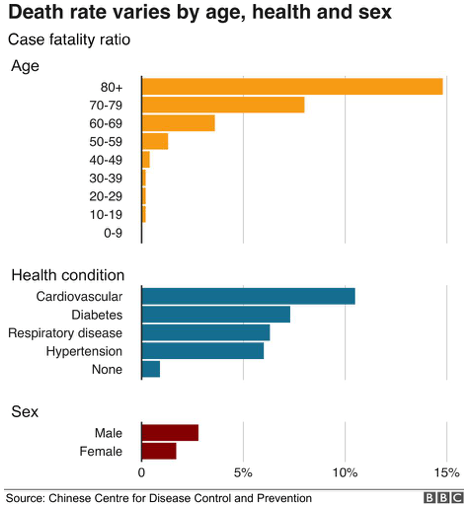 Death rate varies by age, health and sex
Case fatality ratio
Age
80+
70-79
60-69
50-59
40-49
30-39
20-29
10-19
0-9
Health condition
Cardiovascular
Diabetes
Respiratory disease
Hypertension
None
Sex
Male
Female
0 5% 10% 15%
Source: Chinese Centre for Disease Control and Prevention BBC